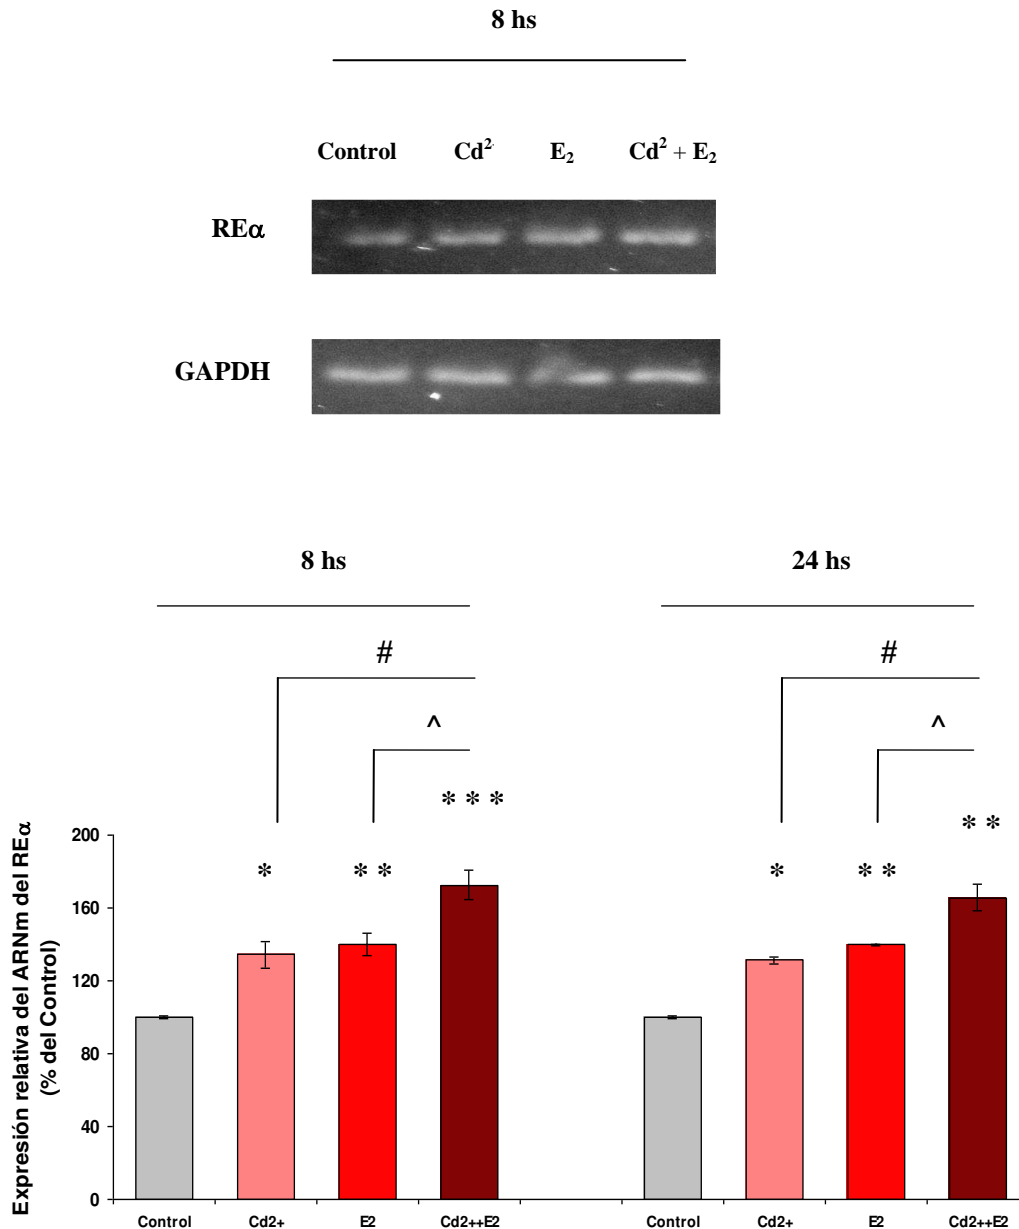 8 hs
Control Cd² E₂ Cd² + E₂
REα
GAPDH
8 hs 24 hs
# #
^ ^
* * * * *
* * * * * *
Expresión relativa del ARNm del REα
(% del Control)
200
160
120
80
40
0
Control Cd2+ E2 Cd2++E2 Control Cd2+ E2 Cd2++E2